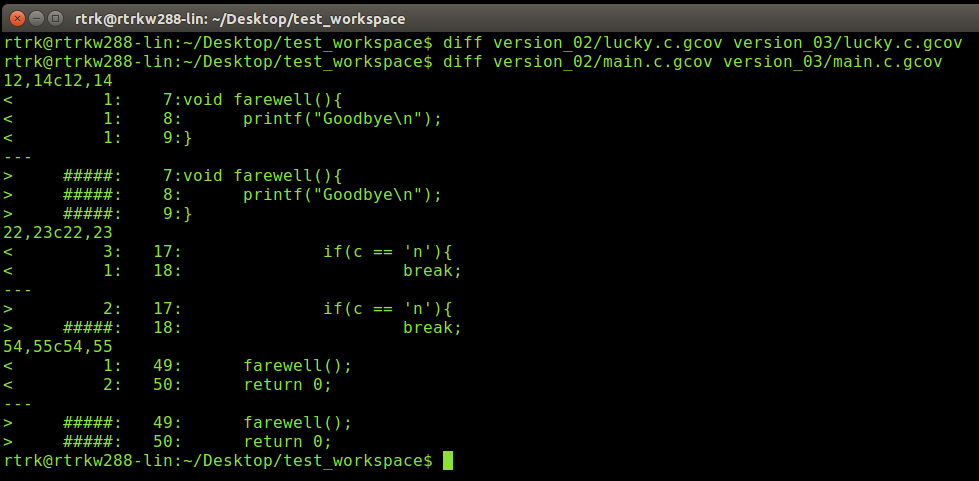 rtrk@rtrkw288-lin: ~/Desktop/test_workspace
rtrk@rtrkw288-lin:~/Desktop/test_workspace$ diff version_02/lucky.c.gcov version_03/lucky.c.gcov
rtrk@rtrkw288-lin:~/Desktop/test_workspace$ diff version_02/main.c.gcov version_03/main.c.gcov
12,14c12,14
<         1:    7:void farewell(){
<         1:    8:      printf("Goodbye\n");
<         1:    9:}
---
>     #####:    7:void farewell(){
>     #####:    8:      printf("Goodbye\n");
>     #####:    9:}
22,23c22,23
<         3:   17:              if(c == 'n'){
<         1:   18:                      break;
---
>         2:   17:              if(c == 'n'){
>     #####:   18:                      break;
54,55c54,55
<         1:   49:      farewell();
<         2:   50:      return 0;
---
>     #####:   49:      farewell();
>     #####:   50:      return 0;
rtrk@rtrkw288-lin:~/Desktop/test_workspace$